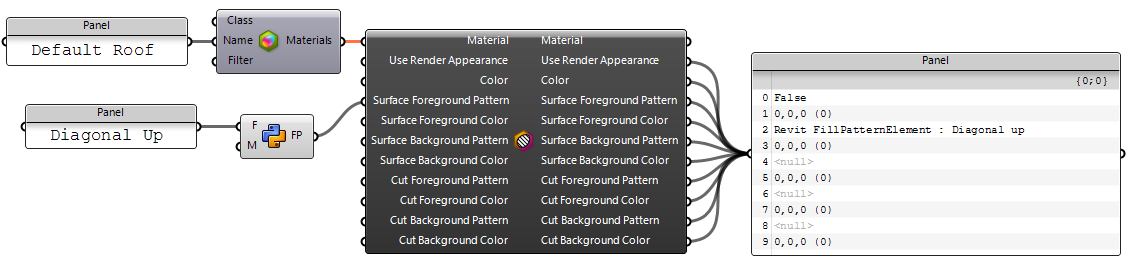 Panel
Default Roof
Class
Name
Filter
Materials
Panel
Diagonal Up
F
M
FP
Material
Use Render Appearance
Color
Surface Foreground Pattern
Surface Foreground Color
Surface Background Pattern
Surface Background Color
Cut Foreground Pattern
Cut Foreground Color
Cut Background Pattern
Cut Background Color
Material
Use Render Appearance
Color
Surface Foreground Pattern
Surface Foreground Color
Surface Background Pattern
Surface Background Color
Cut Foreground Pattern
Cut Foreground Color
Cut Background Pattern
Cut Background Color
Panel
{0;0}
0 False
1 0,0,0 (0)
2 Revit FillPatternElement : Diagonal up
3 0,0,0 (0)
4 <null>
5 0,0,0 (0)
6 <null>
7 0,0,0 (0)
8 <null>
9 0,0,0 (0)